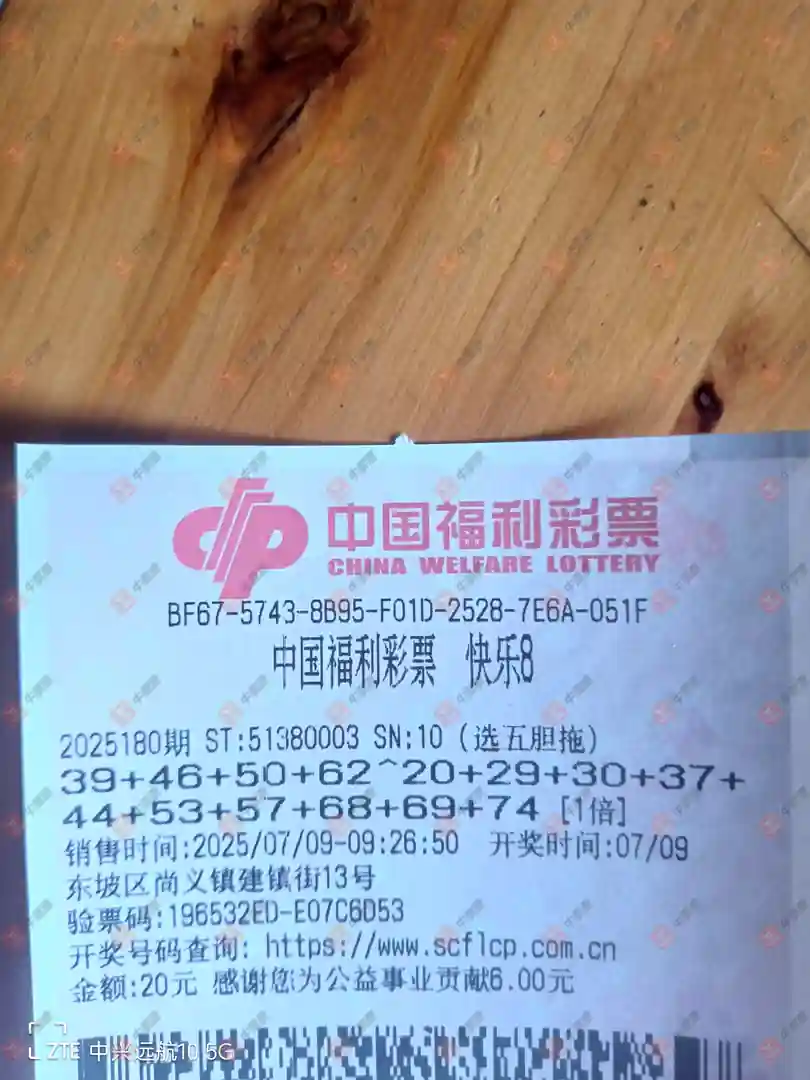 中国福利彩票
CHINA WELFARE LOTTERY
BF67-5743-8B95-F01D-2528-7E6A-051F
中国福利彩票 快乐8
2025180期 ST:51380003 SN:10 (选五胆拖)
39+46+50+62^20+29+30+37+
44+53+57+68+69+74 [1倍]
销售时间:2025/07/09-09:26:50 开奖时间:07/09
东坡区尚义镇建镇街13号
验票码:196532ED-E07C6D53
开奖号码查询: https://www.scflcp.com.cn
金额:20元 感谢您为公益事业贡献6.00元
ZTE 中兴远航10 5G